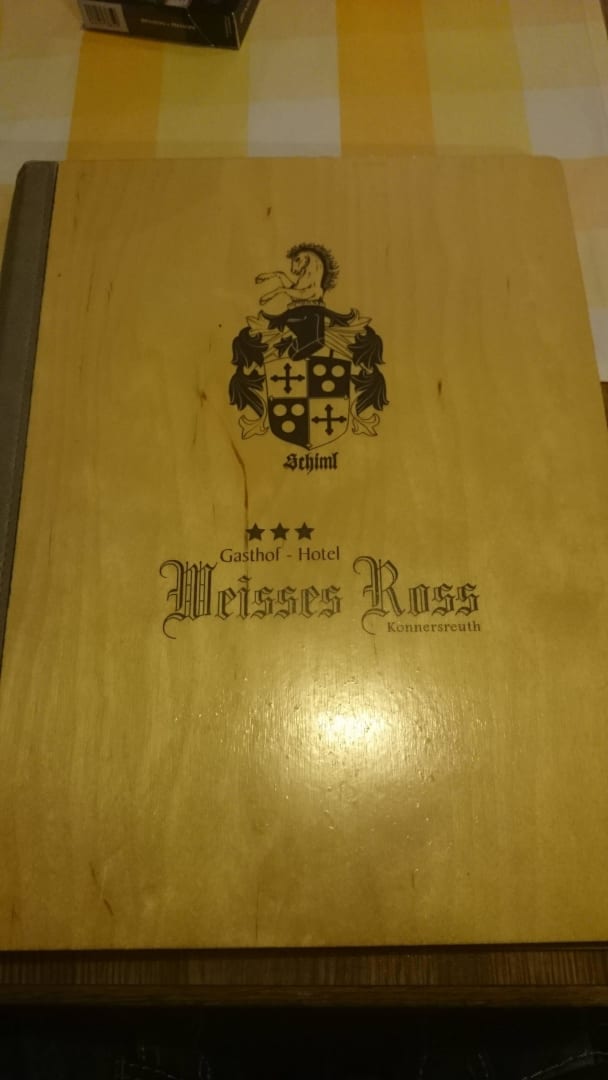 Schiml
Gasthof - Hotel
Weisses Ross
Konnersreuth